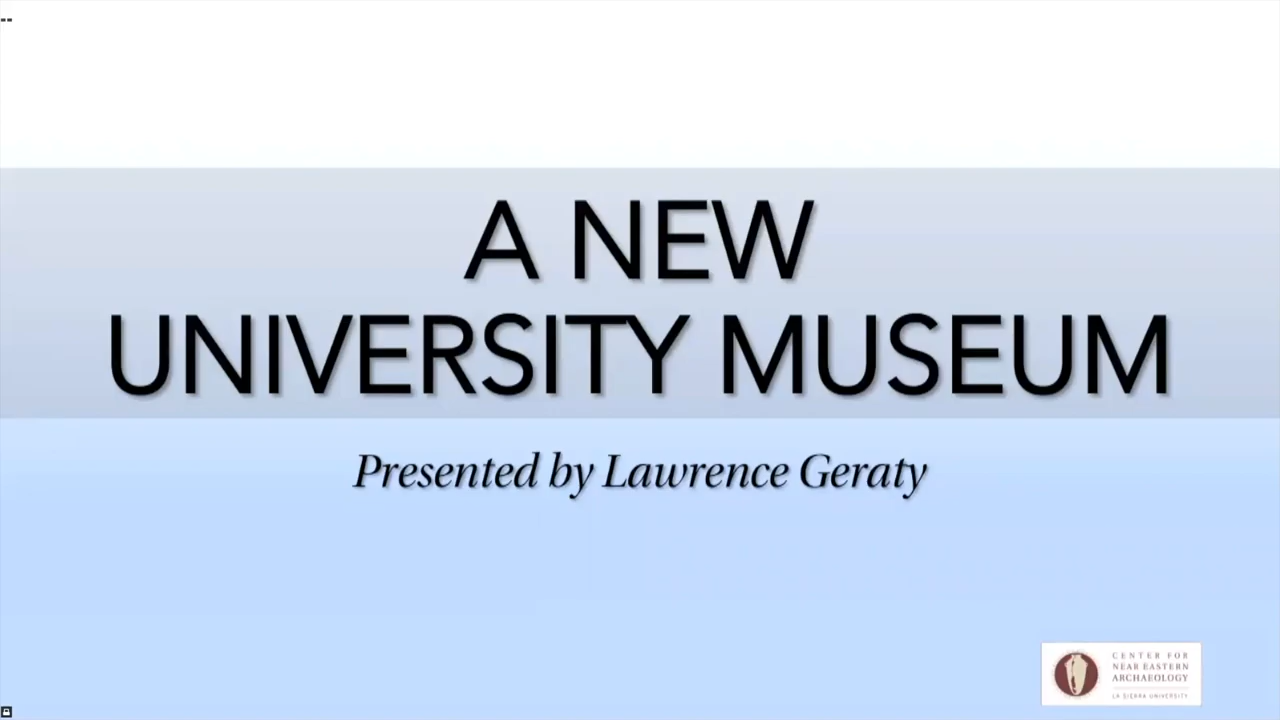 A NEW
UNIVERSITY MUSEUM
Presented by Lawrence Geraty
CENTER FOR
NEAR EASTERN
ARCHAEOLOGY
LA SIERRA UNIVERSITY